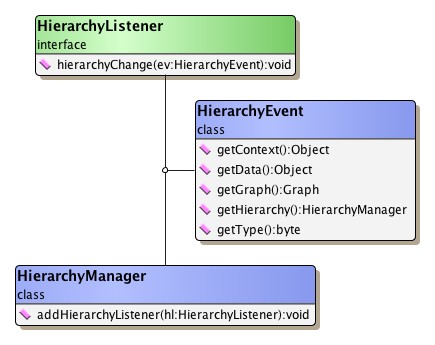 HierarchyListener
interface
hierarchyChange(ev:HierarchyEvent):void
HierarchyEvent
class
getContext():Object
getData():Object
getGraph():Graph
getHierarchy():HierarchyManager
getType():byte
HierarchyManager
class
addHierarchyListener(hl:HierarchyListener):void